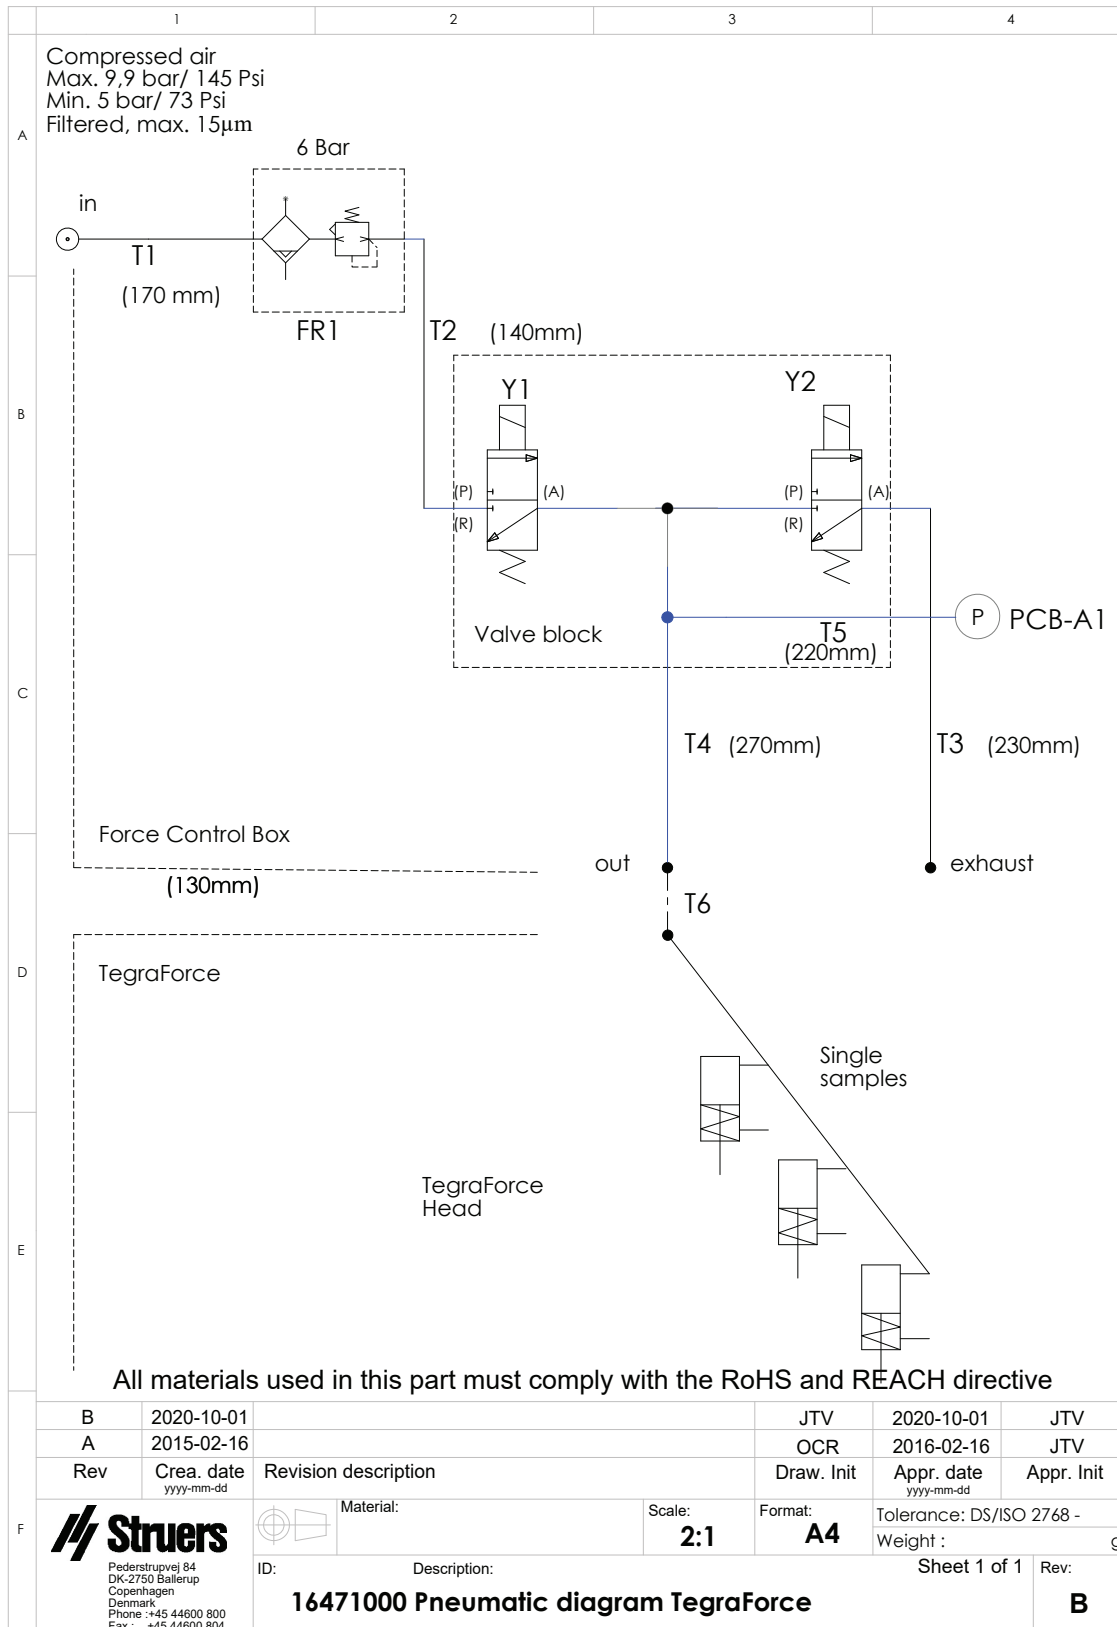 1 2 3 4
Compressed air
Max. 9,9 bar/ 145 Psi
Min. 5 bar/ 73 Psi
Filtered, max. 15µm
A
6 Bar
in
T1
(170 mm)
FR1
T2 (140mm)
B
Y1
Y2
(P) (A)
(R)
(P) (A)
(R)
Valve block
T5
(220mm)
P PCB-A1
C
T4 (270mm)
T3 (230mm)
Force Control Box
(130mm)
out
exhaust
T6
D
TegraForce
Single
samples
TegraForce
Head
E
All materials used in this part must comply with the RoHS and REACH directive
B 2020-10-01 JTV 2020-10-01 JTV
A 2015-02-16 OCR 2016-02-16 JTV
Rev Crea. date Revision description Draw. Init Appr. date Appr. Init
yyyy-mm-dd yyyy-mm-dd
F
Struers
Pederstrupvej 84
DK-2750 Ballerup
Copenhagen
Denmark
Phone :+45 44600 800
Fax : +45 44600 804
Material:
Scale:
2:1
Format:
A4
Tolerance: DS/ISO 2768 -
Weight : g
ID: Description:
16471000 Pneumatic diagram TegraForce
Sheet 1 of 1
Rev:
B